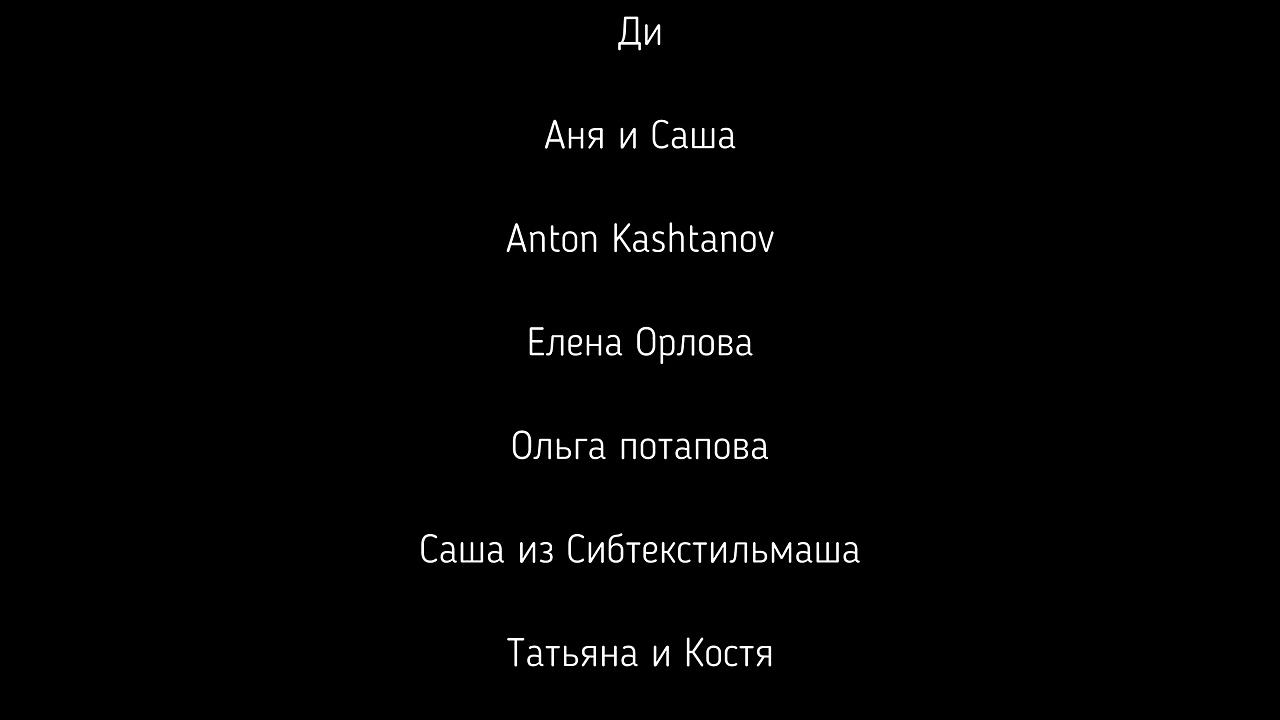 Ди
Аня и Саша
Anton Kashtanov
Елена Орлова
Ольга потапова
Саша из Сибтекстильмаша
Татьяна и Костя